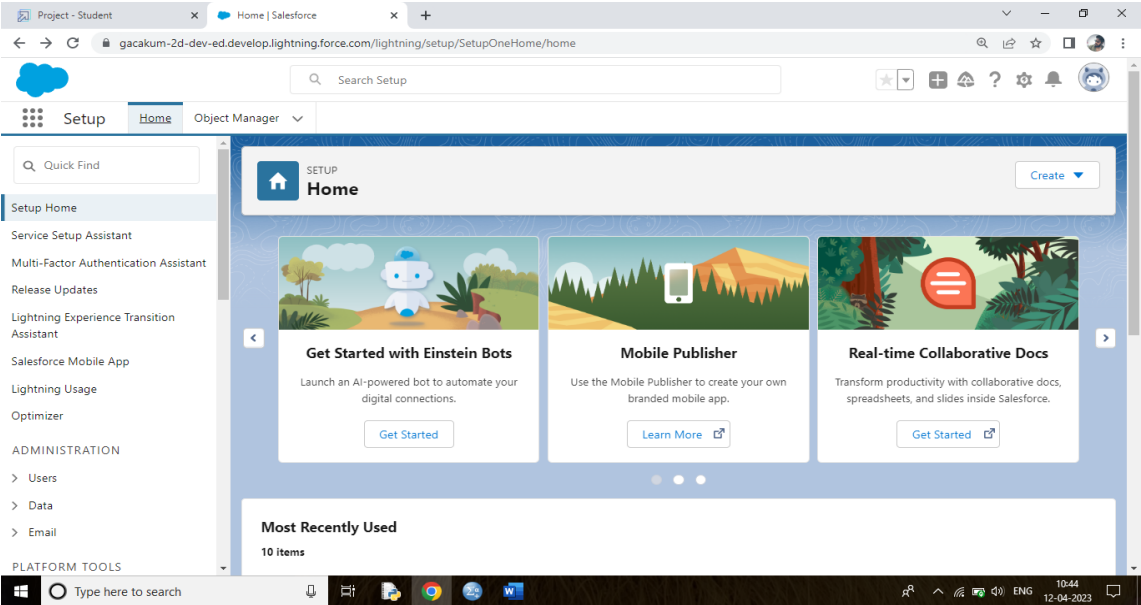 Project - Student
Home | Salesforce
gacakum-2d-dev-ed.develop.lightning.force.com/lightning/setup/SetupOneHome/home
Search Setup
Setup
Home
Object Manager
Quick Find
Setup Home
Service Setup Assistant
Multi-Factor Authentication Assistant
Release Updates
Lightning Experience Transition
Assistant
Salesforce Mobile App
Lightning Usage
Optimizer
ADMINISTRATION
Users
Data
Email
PLATFORM TOOLS
SETUP
Home
Create
Get Started with Einstein Bots
Launch an AI-powered bot to automate your
digital connections.
Get Started
Mobile Publisher
Use the Mobile Publisher to create your own
branded mobile app.
Learn More
Real-time Collaborative Docs
Transform productivity with collaborative docs,
spreadsheets, and slides inside Salesforce.
Get Started
Most Recently Used
10 items
Type here to search
ENG
10:44
12-04-2023